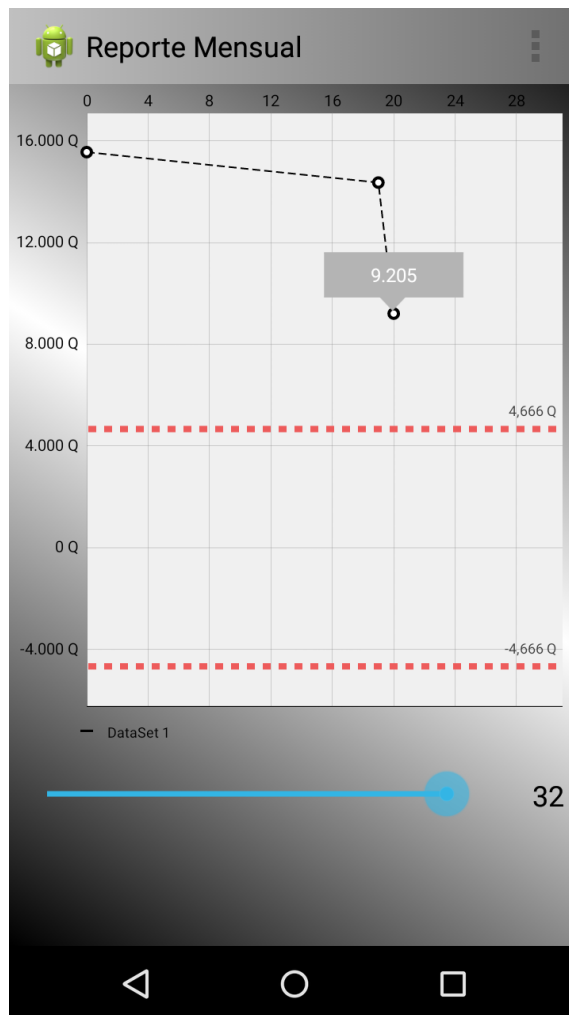 Reporte Mensual
0 4 8 12 16 20 24 28
16.000 Q
12.000 Q
9.205
8.000 Q
4,666 Q
4.000 Q
0 Q
-4.000 Q
-4,666 Q
DataSet 1
32